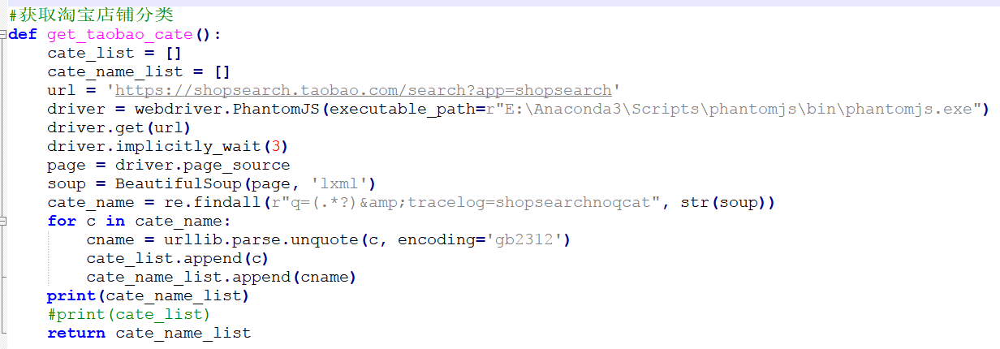 #获取淘宝店铺分类
def get_taobao_cate():
    cate_list = []
    cate_name_list = []
    url = 'https://shopsearch.taobao.com/search?app=shopsearch'
    driver = webdriver.PhantomJS(executable_path=r"E:\Anaconda3\Scripts\phantomjs\bin\phantomjs.exe")
    driver.get(url)
    driver.implicitly_wait(3)
    page = driver.page_source
    soup = BeautifulSoup(page, 'lxml')
    cate_name = re.findall(r"q=(.*?)&amp;tracelog=shopsearchnoqcat", str(soup))
    for c in cate_name:
        cname = urllib.parse.unquote(c, encoding='gb2312')
        cate_list.append(c)
        cate_name_list.append(cname)
    print(cate_name_list)
    #print(cate_list)
    return cate_name_list